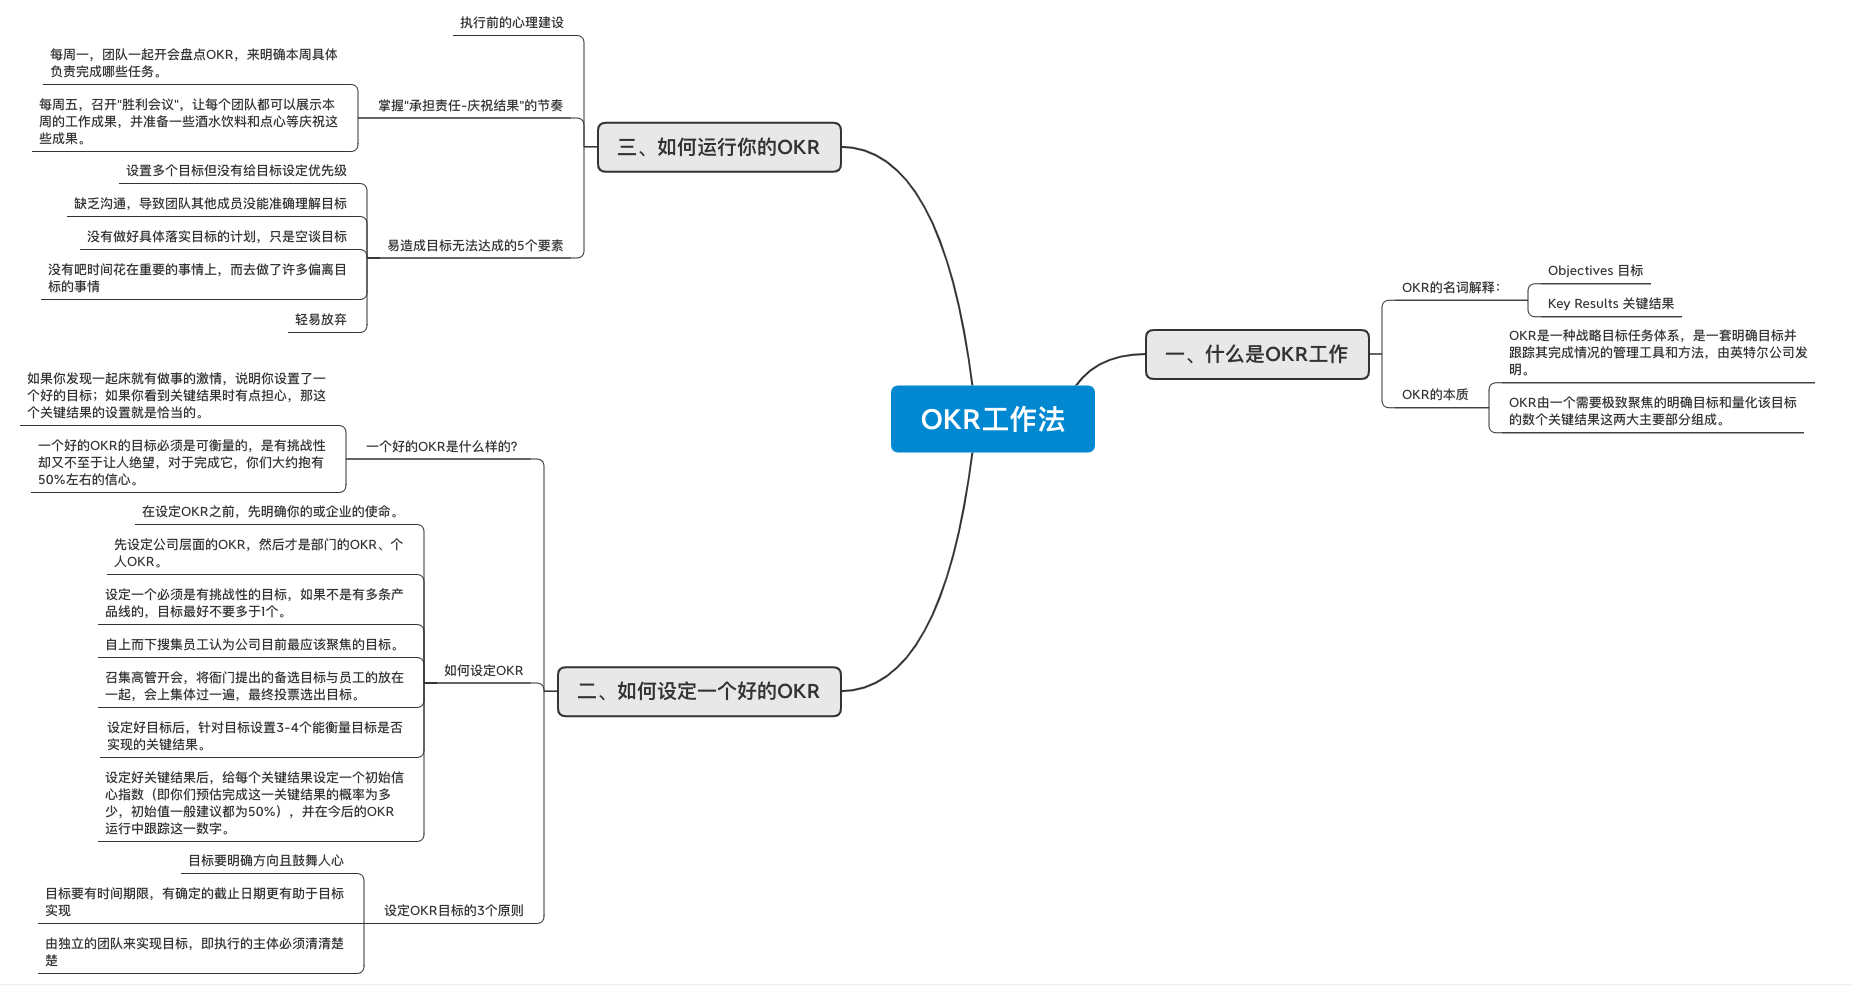 OKR工作法
一、什么是OKR工作
OKR的名词解释：
Objectives 目标
Key Results 关键结果
OKR的本质
OKR是一种战略目标任务体系，是一套明确目标并
跟踪其完成情况的管理工具和方法，由英特尔公司发
明。
OKR由一个需要极致聚焦的明确目标和量化该目标
的数个关键结果这两大主要部分组成。
二、如何设定一个好的OKR
一个好的OKR是什么样的?
如果你发现一起床就有做事的激情，说明你设置了一
个好的目标；如果你看到关键结果时有点担心，那这
个关键结果的设置就是恰当的。
一个好的OKR的目标必须是可衡量的，是有挑战性
却又不至于让人绝望，对于完成它，你们大约抱有
50%左右的信心。
如何设定OKR
在设定OKR之前，先明确你的或企业的使命。
先设定公司层面的OKR，然后才是部门的OKR、个
人OKR。
设定一个必须是有挑战性的目标，如果不是有多条产
品线的，目标最好不要多于1个。
自上而下搜集员工认为公司目前最应该聚焦的目标。
召集高管开会，将衙门提出的备选目标与员工的放在
一起，会上集体过一遍，最终投票选出目标。
设定好目标后，针对目标设置3-4个能衡量目标是否
实现的关键结果。
设定好关键结果后，给每个关键结果设定一个初始信
心指数（即你们预估完成这一关键结果的概率为多
少，初始值一般建议都为50%），并在今后的OKR
运行中跟踪这一数字。
设定OKR目标的3个原则
目标要明确方向且鼓舞人心
目标要有时间期限，有确定的截止日期更有助于目标
实现
由独立的团队来实现目标，即执行的主体必须清清楚
楚
三、如何运行你的OKR
执行前的心理建设
掌握"承担责任-庆祝结果"的节奏
每周一，团队一起开会盘点OKR，来明确本周具体
负责完成哪些任务。
每周五，召开"胜利会议"，让每个团队都可以展示本
周的工作成果，并准备一些酒水饮料和点心等庆祝这
些成果。
易造成目标无法达成的5个要素
设置多个目标但没有给目标设定优先级
缺乏沟通，导致团队其他成员没能准确理解目标
没有做好具体落实目标的计划，只是空谈目标
没有吧时间花在重要的事情上，而去做了许多偏离目
标的事情
轻易放弃